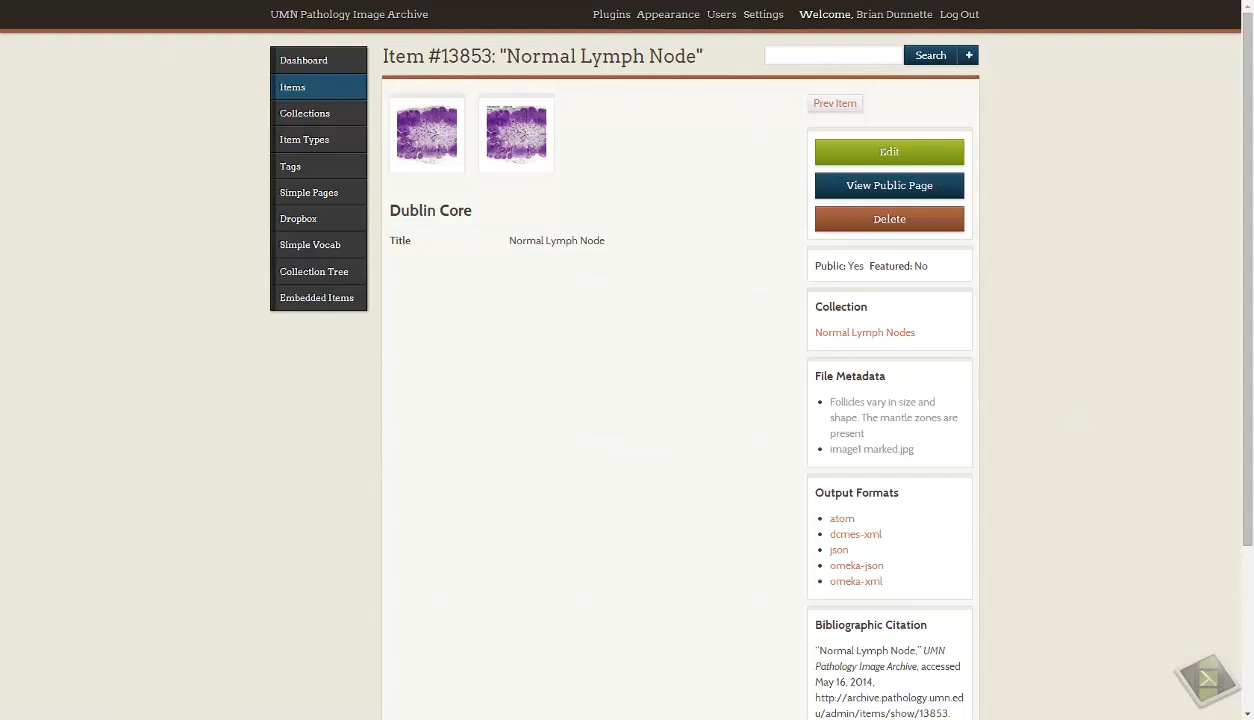 UMN Pathology Image Archive
Plugins Appearance Users Settings Welcome, Brian Dunnette Log Out
Dashboard
Items
Collections
Item Types
Tags
Simple Pages
Dropbox
Simple Vocab
Collection Tree
Embedded Items
Item #13853: "Normal Lymph Node"
Search +
Dublin Core
Title Normal Lymph Node
Prev Item
Edit
View Public Page
Delete
Public: Yes Featured: No
Collection
Normal Lymph Nodes
File Metadata
Follicles vary in size and
shape. The mantle zones are
present
image1 marked.jpg
Output Formats
atom
dcmes-xml
json
omeka-json
omeka-xml
Bibliographic Citation
“Normal Lymph Node,” UMN
Pathology Image Archive, accessed
May 16, 2014,
http://archive.pathology.umn.ed
u/admin/items/show/13853.